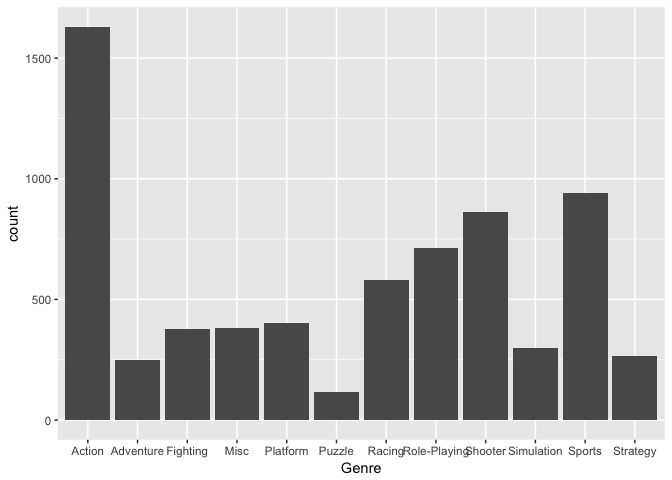 1500
1000
500
0
count
Action Adventure Fighting Misc Platform Puzzle Racing Role-Playing Shooter Simulation Sports Strategy
Genre